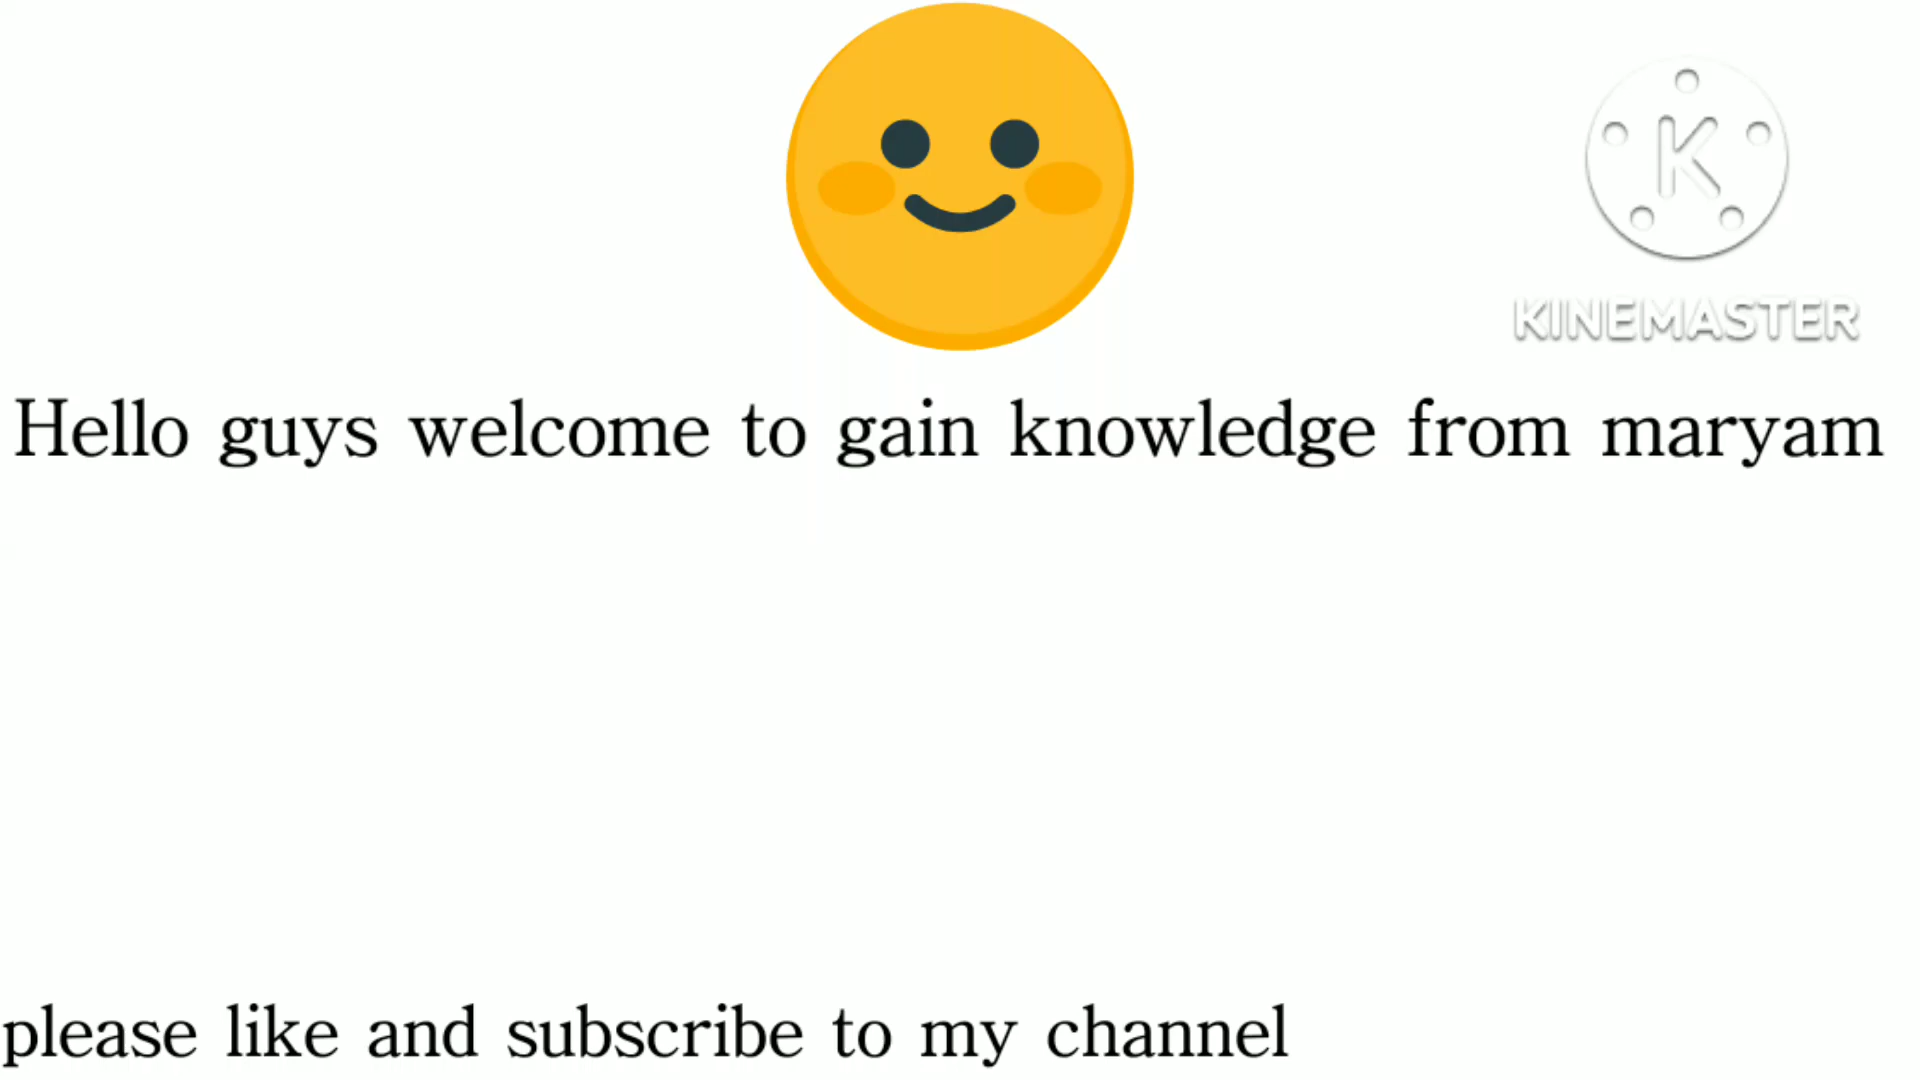 K
KINEMASTER
Hello guys welcome to gain knowledge from maryam
please like and subscribe to my channel